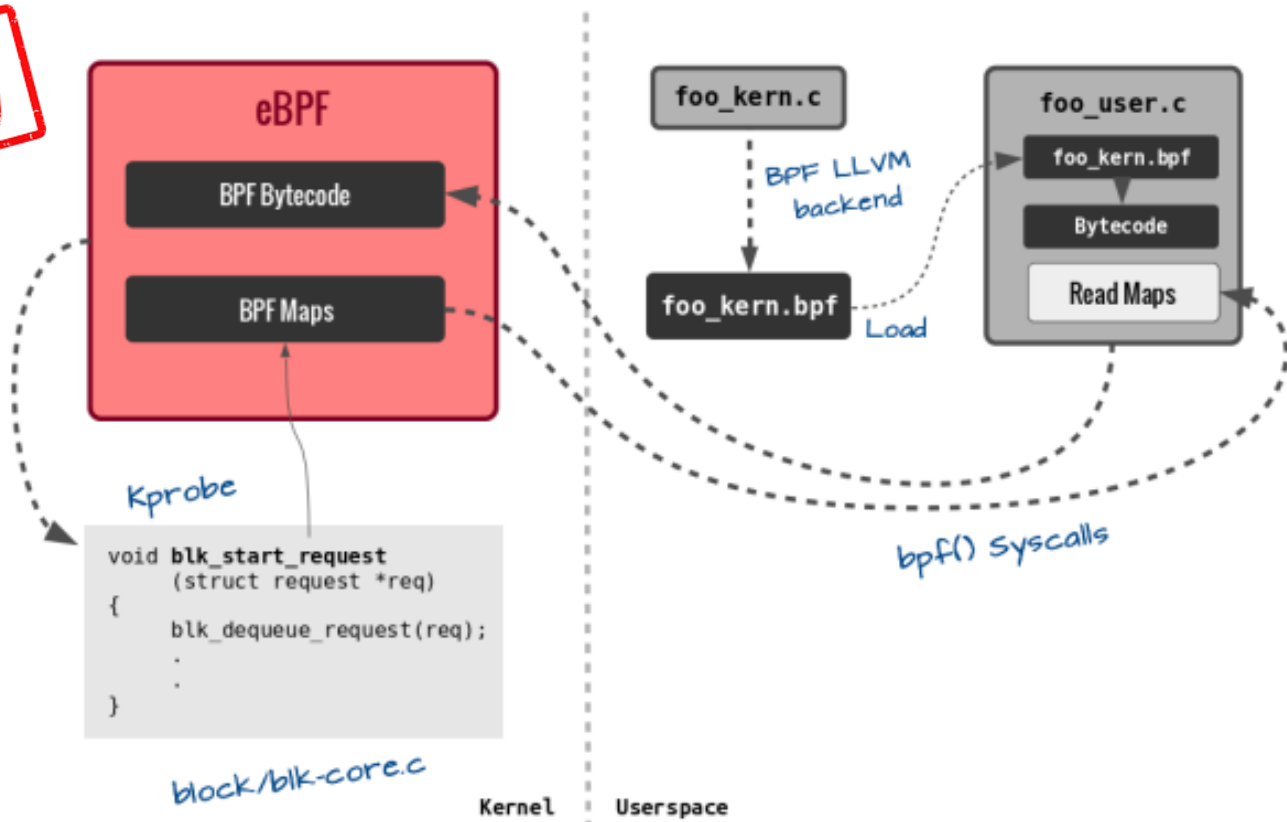 eBPF
BPF Bytecode
BPF Maps
Kprobe
void blk_start_request
(struct request *req)
{
blk_dequeue_request(req);
.
.
}
block/blk-core.c
Kernel
foo_kern.c
BPF LLVM
backend
foo_kern.bpf
Load
foo_user.c
foo_kern.bpf
Bytecode
Read Maps
bpf() Syscalls
Userspace